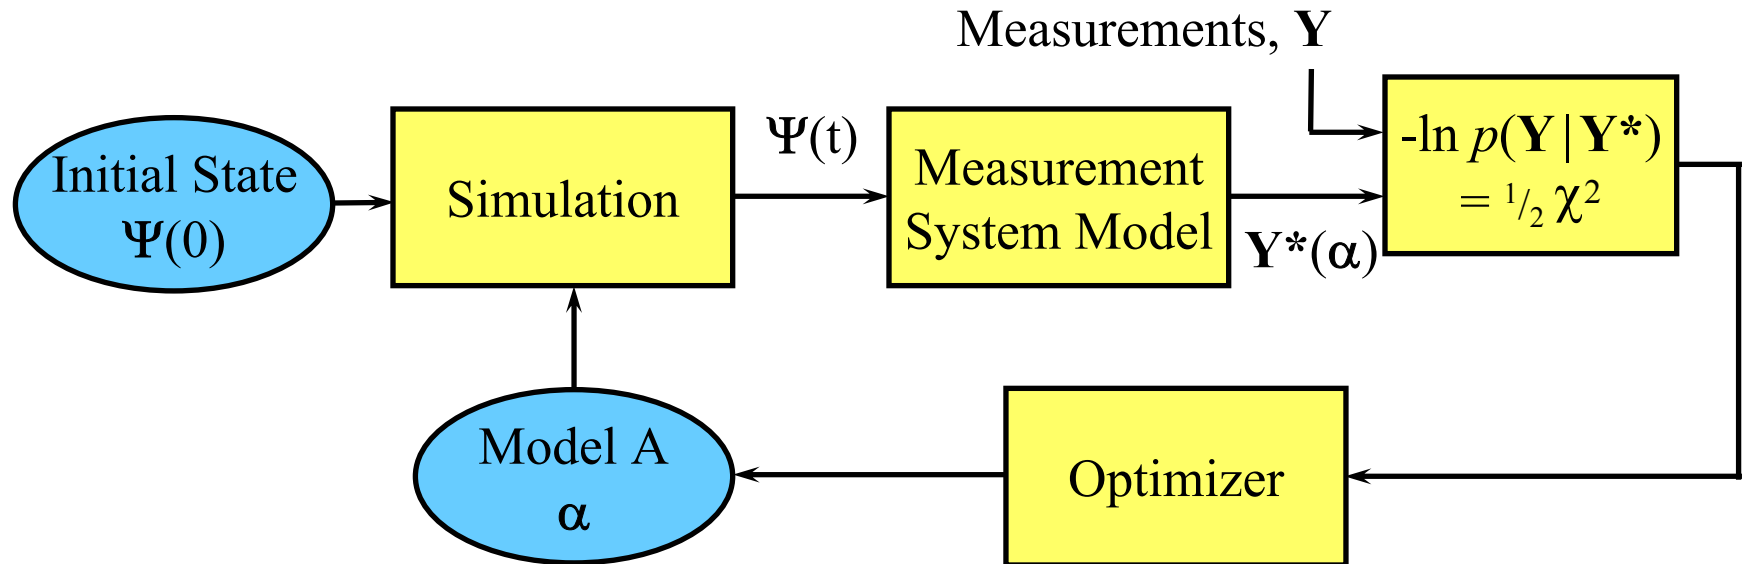 Measurements, Y
Initial State
Ψ(0)
Simulation
Ψ(t)
Measurement
System Model
Y*(α)
-ln p(Y|Y*)
= 1/2 χ²
Model A
α
Optimizer